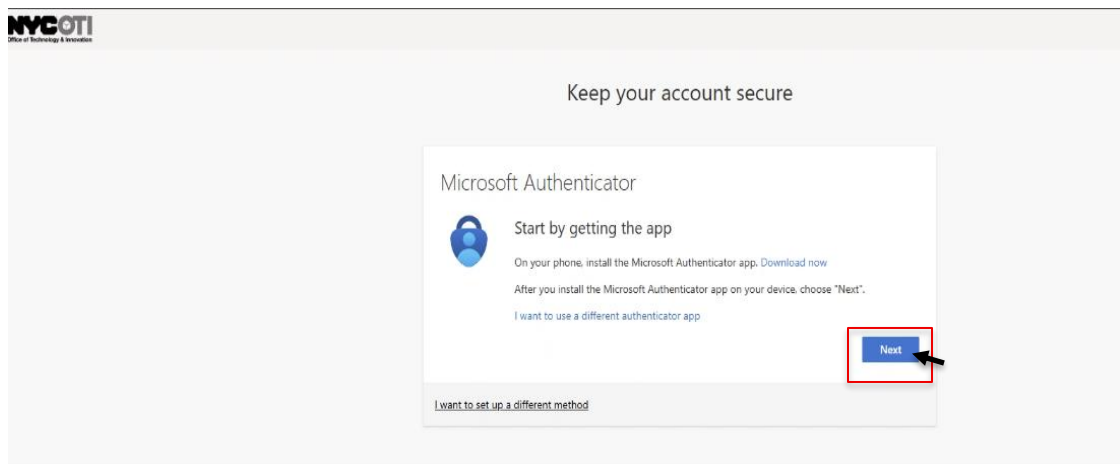 NYCOTI
Office of Technology & Innovation
Keep your account secure
Microsoft Authenticator
Start by getting the app
On your phone, install the Microsoft Authenticator app. Download now
After you install the Microsoft Authenticator app on your device, choose "Next".
I want to use a different authenticator app
Next
I want to set up a different method